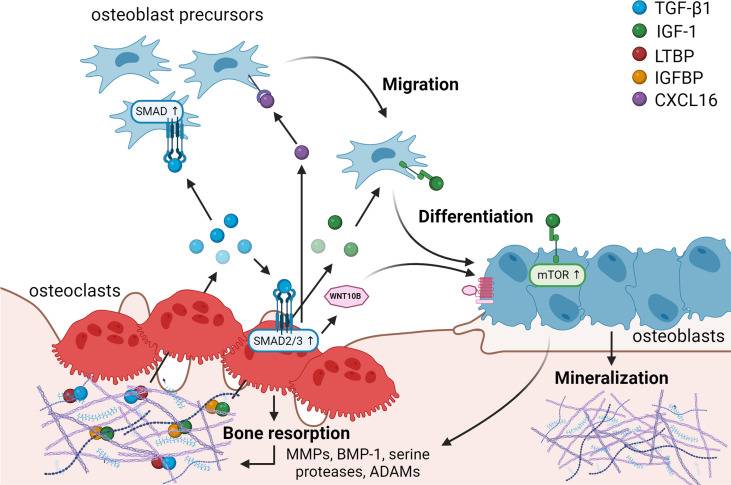 osteoblast precursors
TGF-β1
IGF-1
LTBP
IGFBP
CXCL16
Migration
SMAD ↑
Differentiation
mTOR ↑
osteoclasts
WNT10B
SMAD2/3 ↑
osteoblasts
Mineralization
Bone resorption
MMPs, BMP-1, serine
proteases, ADAMs